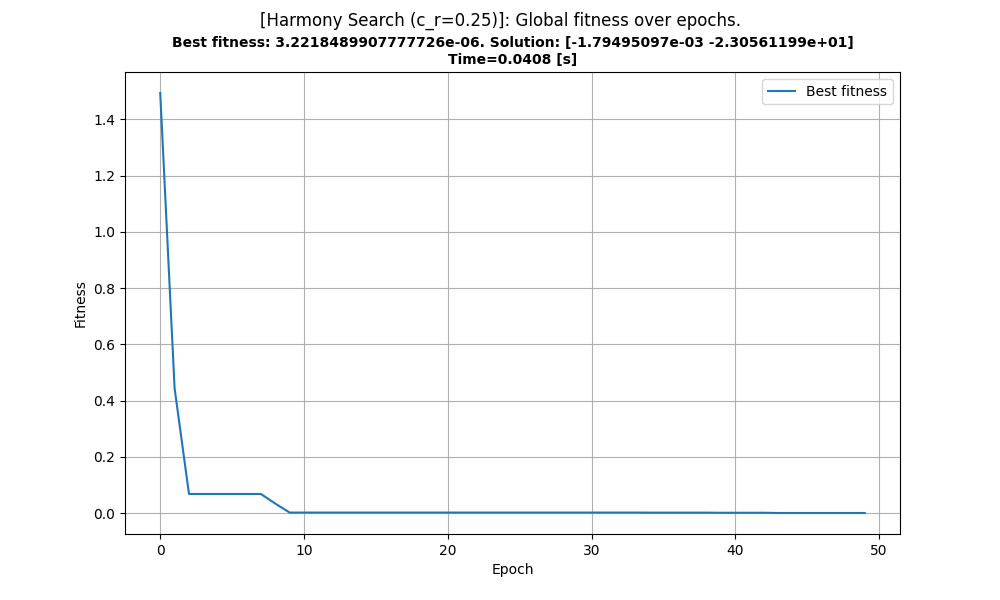 [Harmony Search (c_r=0.25)]: Global fitness over epochs.
Best fitness: 3.2218489907777726e-06. Solution: [-1.79495097e-03 -2.30561199e+01]
Time=0.0408 [s]
Best fitness
1.4
1.2
1.0
0.8
0.6
0.4
0.2
0.0
Fitness
0 10 20 30 40 50
Epoch